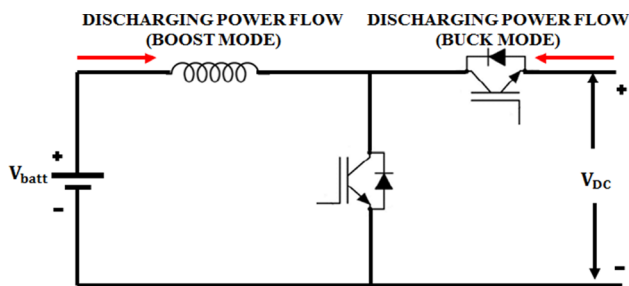 DISCHARGING POWER FLOW
(BOOST MODE)
DISCHARGING POWER FLOW
(BUCK MODE)
+
+
Vbatt
-
VDC
-